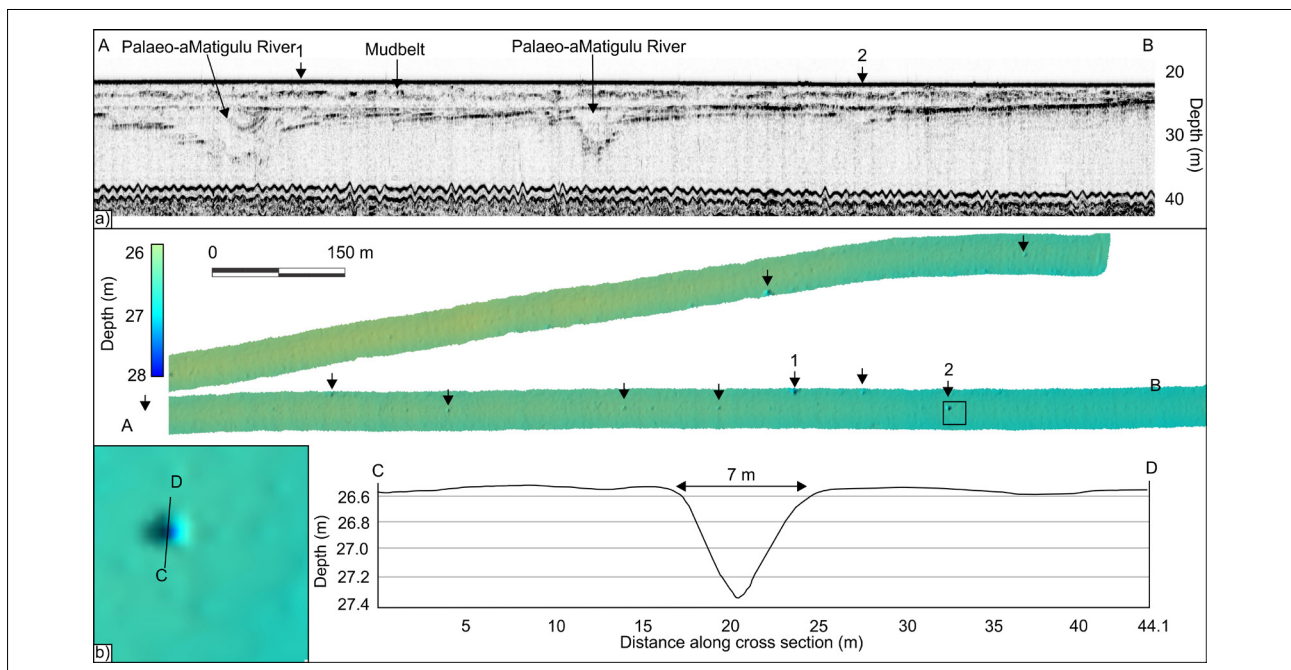 A Palaeo-aMatigulu River 1 Mudbelt Palaeo-aMatigulu River 2 B
20
30
40
Depth (m)
a)
26
27
28
Depth (m)
0 150 m
1
2
B
A
D
C
b)
C D
7 m
26.6
26.8
27.0
27.2
27.4
Depth (m)
5 10 15 20 25 30 35 40 44.1
Distance along cross section (m)